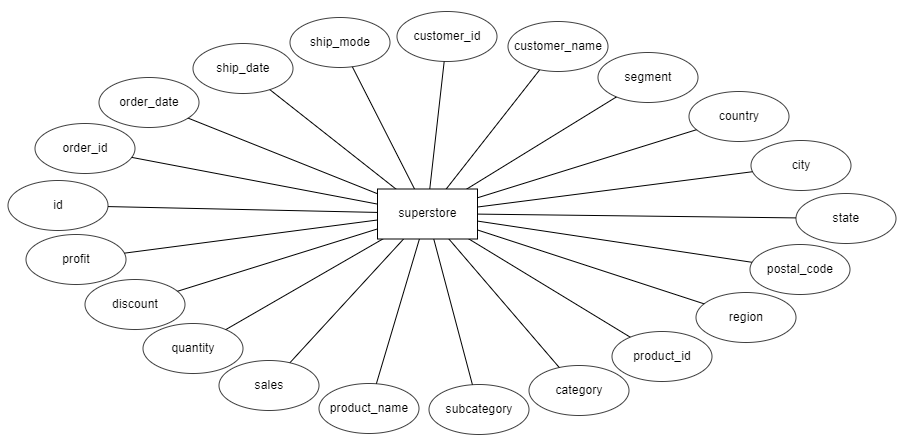 customer_id
ship_mode
customer_name
ship_date
segment
order_date
country
order_id
city
id
superstore
state
profit
postal_code
discount
region
quantity
product_id
sales
category
product_name
subcategory